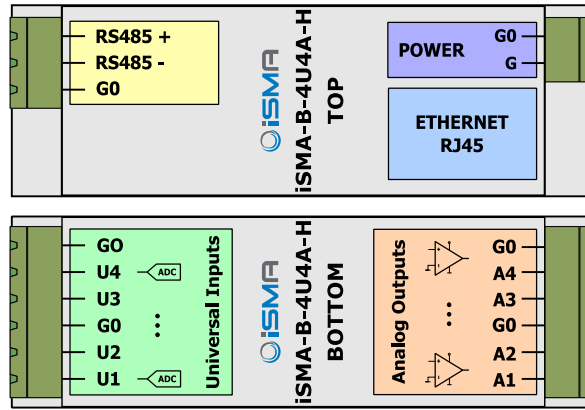 RS485 +
RS485 -
G0
iSMA
iSMA-B-4U4A-H
TOP
POWER
G0
G
ETHERNET
RJ45
GO
U4
ADC
U3
G0
U2
U1
ADC
Universal Inputs
iSMA
iSMA-B-4U4A-H
BOTTOM
Analog Outputs
G0
A4
A3
G0
A2
A1